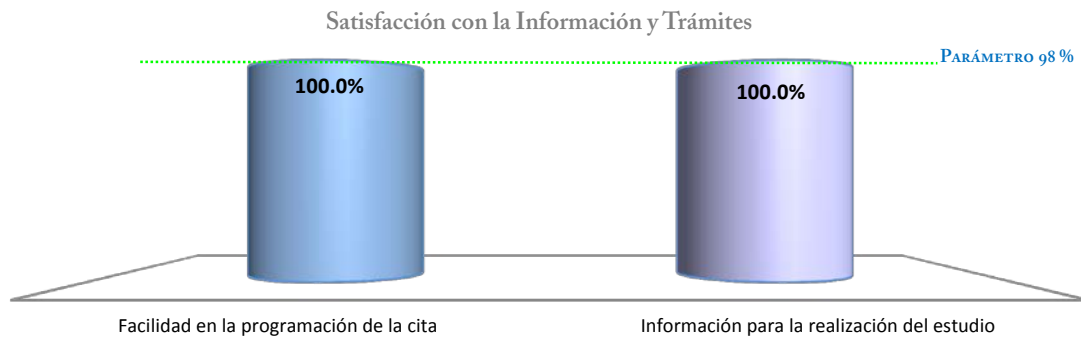 Satisfacción con la Información y Trámites
PARÁMETRO 98 %
100.0%
100.0%
Facilidad en la programación de la cita
Información para la realización del estudio